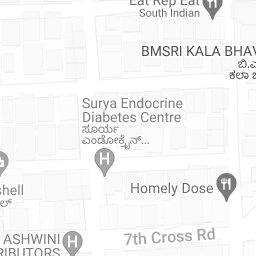 Eat Rep Eat
South Indian
BMSRI KALA BHAV
ಬಿ.ಎ
ಕಲಾ
Surya Endocrine
Diabetes Centre
ಸೂರ್ಯ
ಎಂಡೋಕ್ರೈನ್...
H
Homely Dose
shell
ಲ್
ASHWINI
TRIBUTORS
H
7th Cross Rd